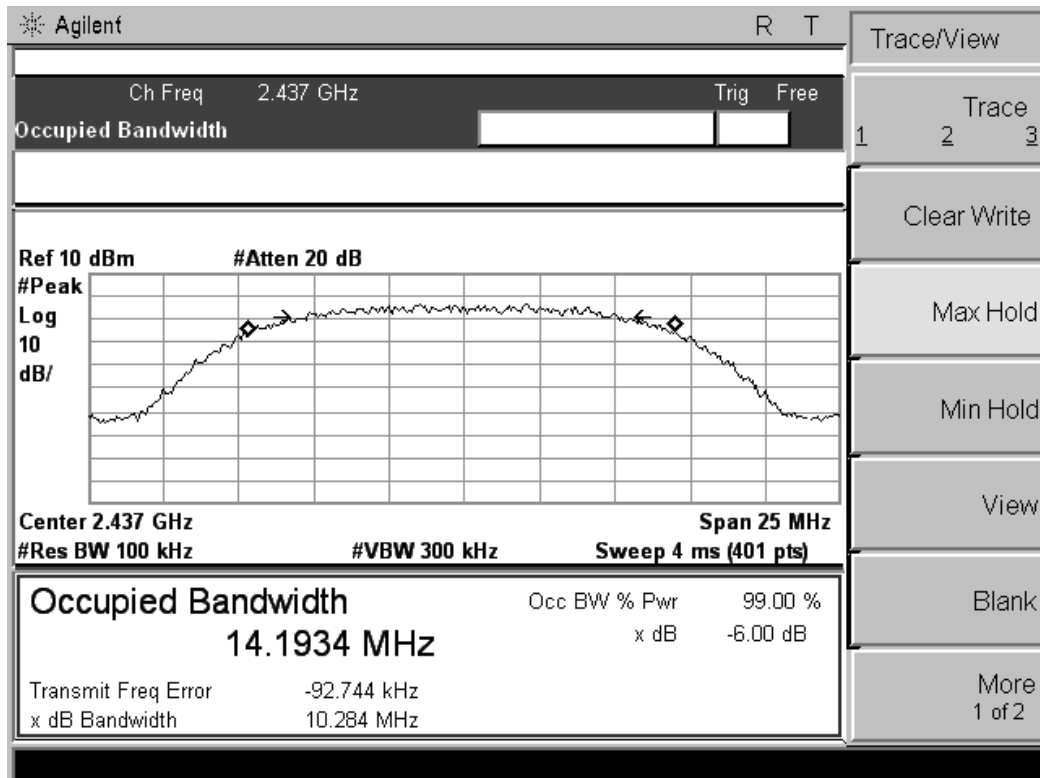 Agilent R T
Ch Freq 2.437 GHz Trig Free
Occupied Bandwidth
Ref 10 dBm #Atten 20 dB
#Peak
Log
10
dB/
Center 2.437 GHz Span 25 MHz
#Res BW 100 kHz #VBW 300 kHz Sweep 4 ms (401 pts)
Occupied Bandwidth Occ BW % Pwr 99.00 %
14.1934 MHz x dB -6.00 dB
Transmit Freq Error -92.744 kHz
x dB Bandwidth 10.284 MHz
Trace/View
Trace
1 2 3
Clear Write
Max Hold
Min Hold
View
Blank
More
1 of 2